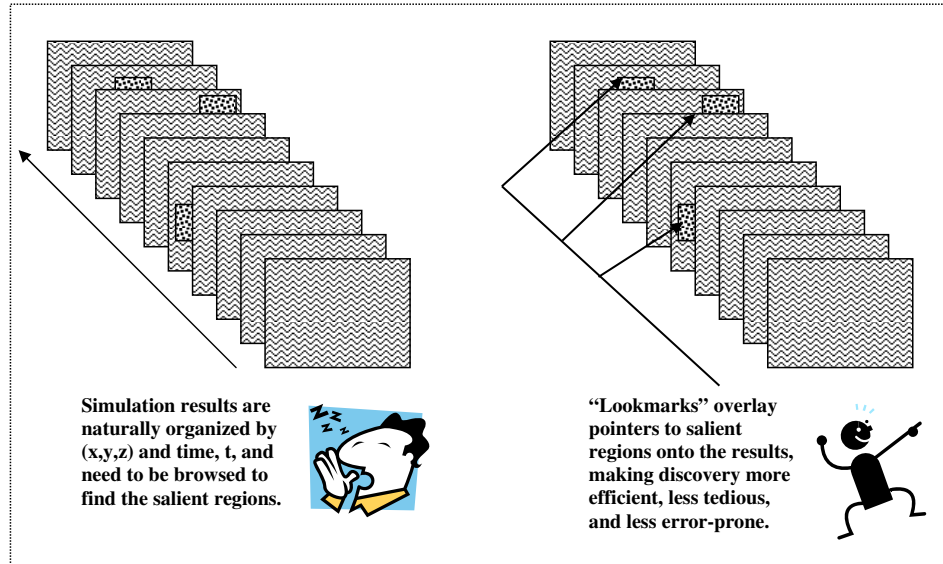 Simulation results are
naturally organized by
(x,y,z) and time, t, and
need to be browsed to
find the salient regions.
z
z
z
z
z
“Lookmarks” overlay
pointers to salient
regions onto the results,
making discovery more
efficient, less tedious,
and less error-prone.